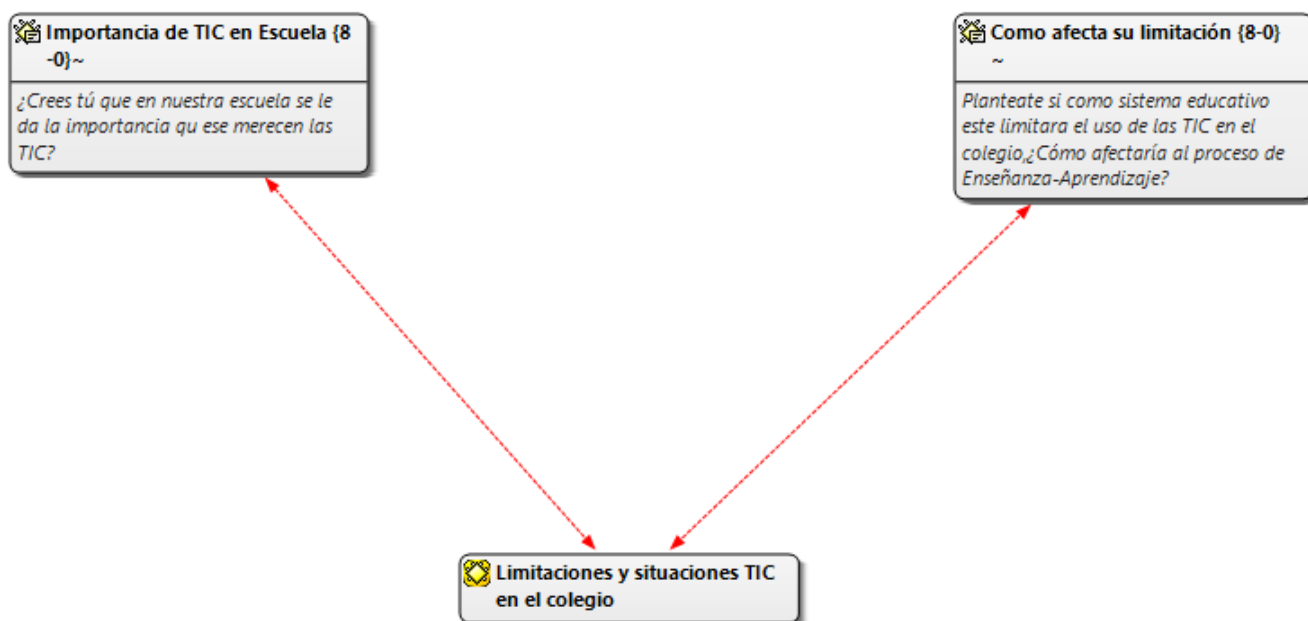 Importancia de TIC en Escuela {8
-0}~
¿Crees tú que en nuestra escuela se le
da la importancia qu ese merecen las
TIC?
Como afecta su limitación {8-0}
~
Planteate si como sistema educativo
este limitara el uso de las TIC en el
colegio,¿Cómo afectaría al proceso de
Enseñanza-Aprendizaje?
Limitaciones y situaciones TIC
en el colegio